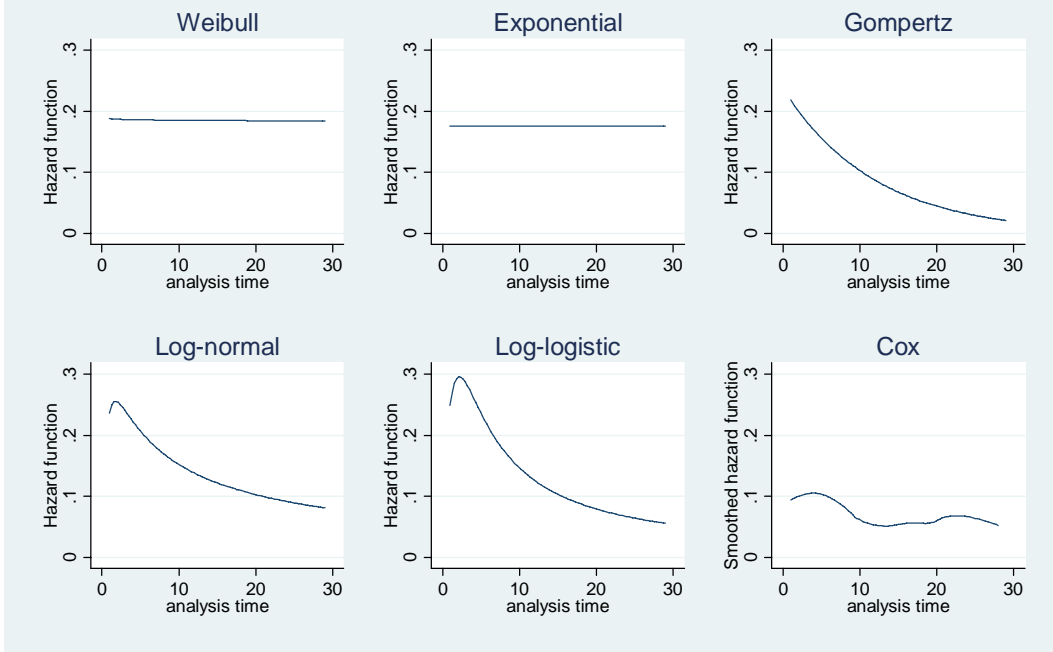 Weibull
Hazard function
.3
.2
.1
0
0 10 20 30
analysis time
Exponential
Hazard function
.3
.2
.1
0
0 10 20 30
analysis time
Gompertz
Hazard function
.3
.2
.1
0
0 10 20 30
analysis time
Log-normal
Hazard function
.3
.2
.1
0
0 10 20 30
analysis time
Log-logistic
Hazard function
.3
.2
.1
0
0 10 20 30
analysis time
Cox
Smoothed hazard function
.3
.2
.1
0
0 10 20 30
analysis time